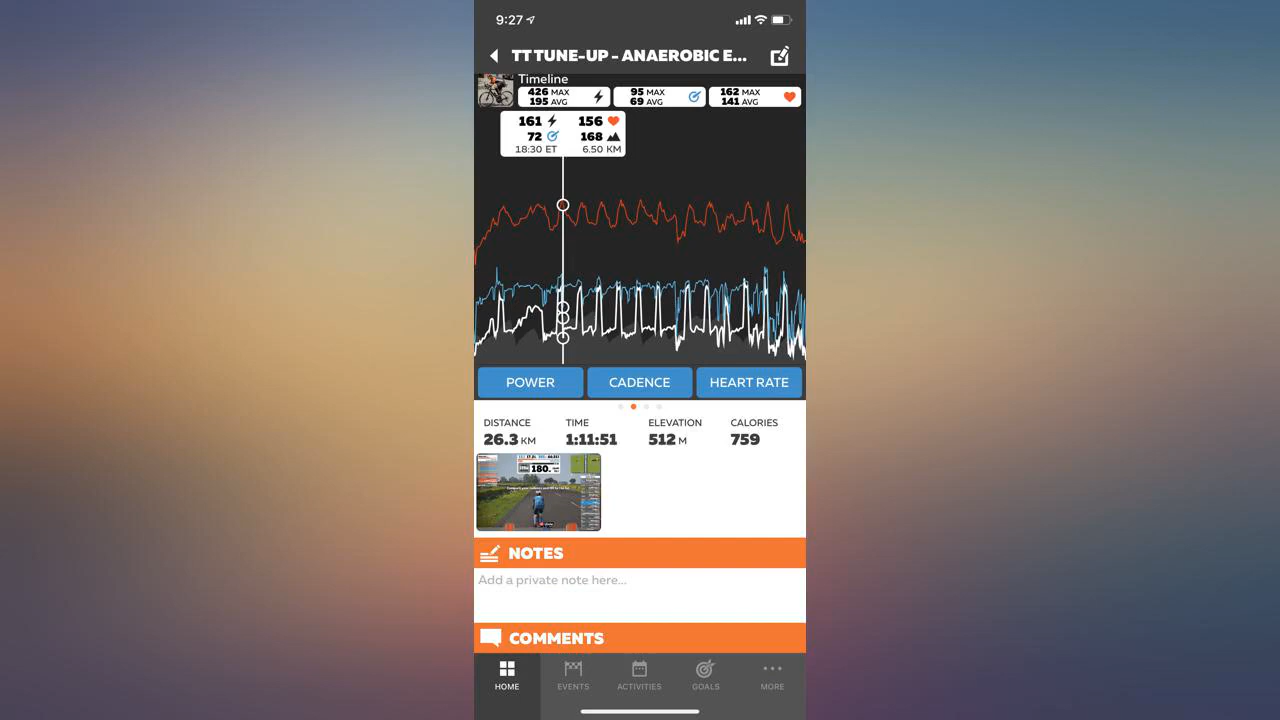 9:27
TT TUNE-UP - ANAEROBIC E...
Timeline
426 MAX
195 AVG
95 MAX
69 AVG
162 MAX
141 AVG
161 156
72 168
18:30 ET 6.50 KM
POWER CADENCE HEART RATE
DISTANCE TIME ELEVATION CALORIES
26.3 KM 1:11:51 512 M 759
180
NOTES
Add a private note here...
COMMENTS
HOME EVENTS ACTIVITIES GOALS MORE